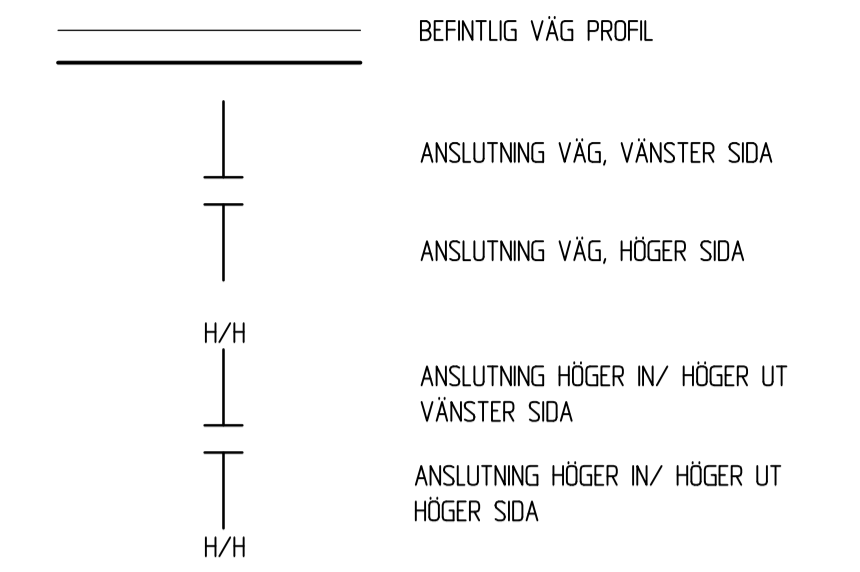 BEFINTLIG VÄG PROFIL
ANSLUTNING VÄG, VÄNSTER SIDA
ANSLUTNING VÄG, HÖGER SIDA
H/H
ANSLUTNING HÖGER IN/ HÖGER UT
VÄNSTER SIDA
ANSLUTNING HÖGER IN/ HÖGER UT
HÖGER SIDA
H/H